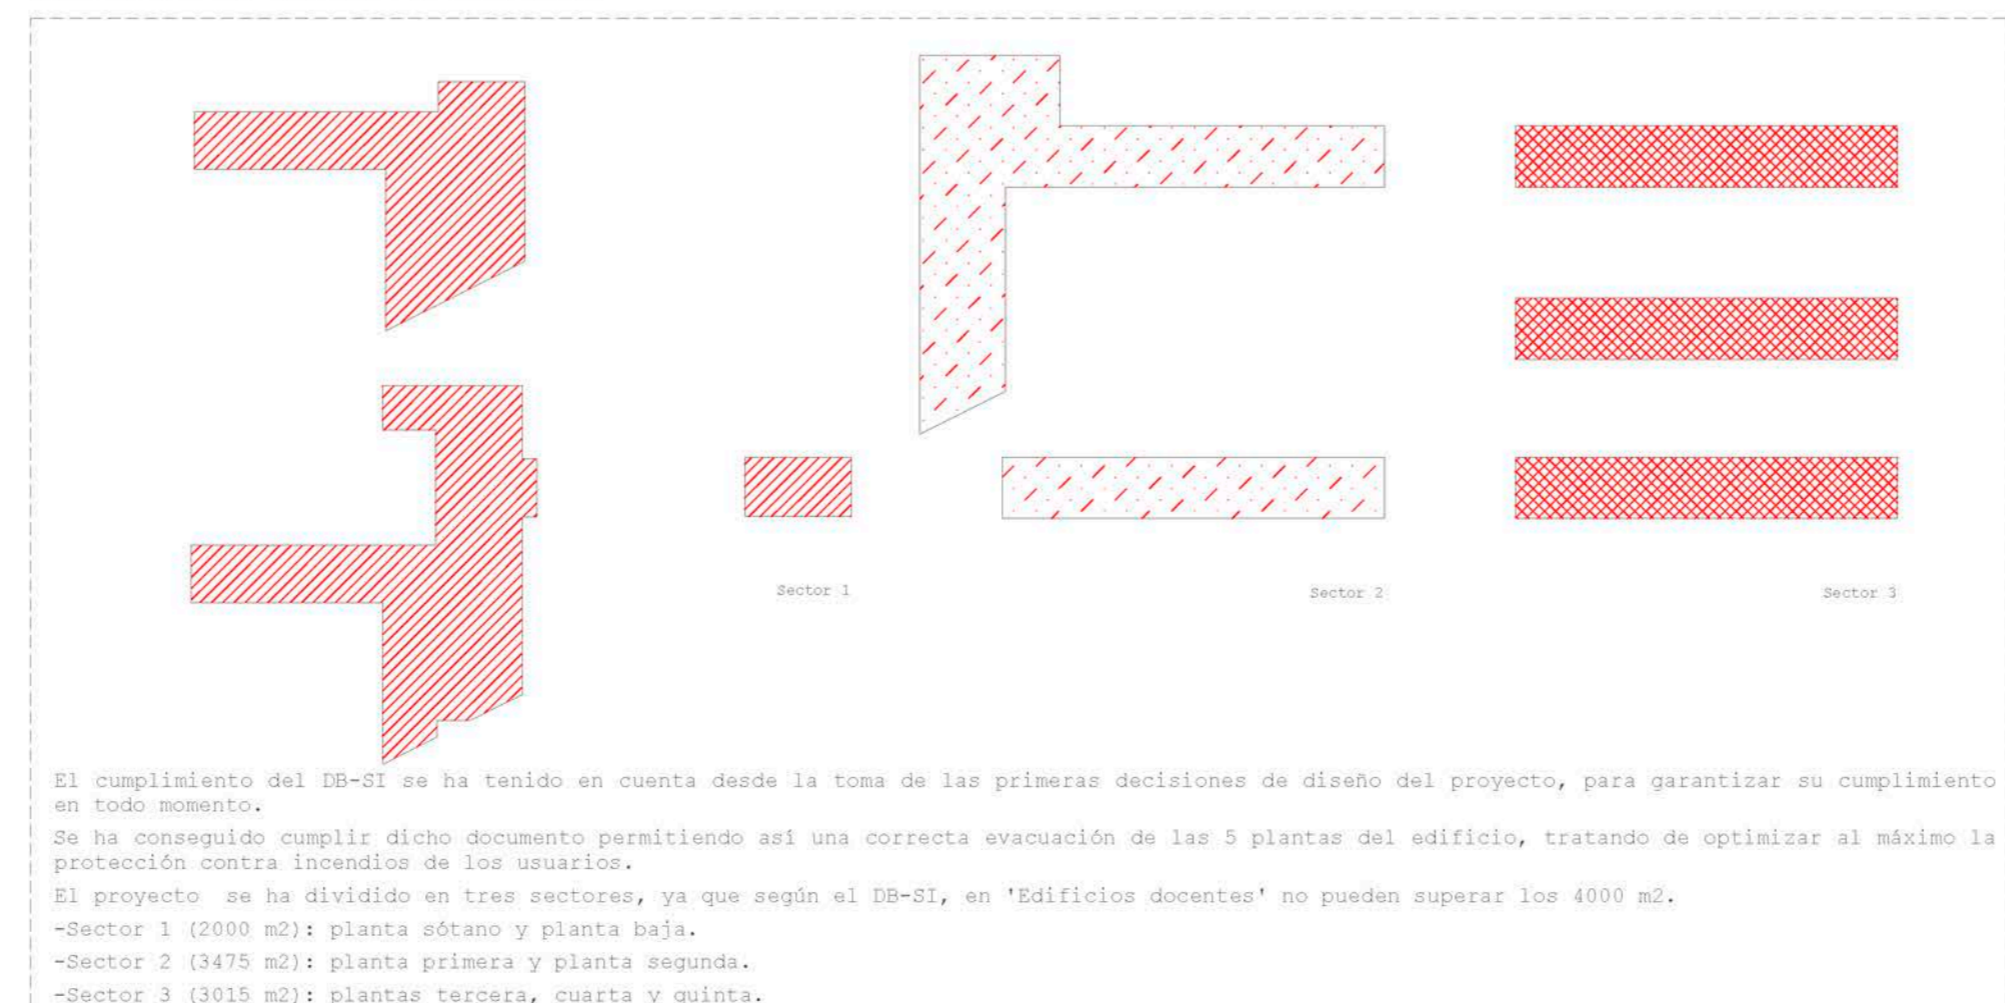 Sector 1
Sector 2
Sector 3
El cumplimiento del DB-SI se ha tenido en cuenta desde la toma de las primeras decisiones de diseño del proyecto, para garantizar su cumplimiento
en todo momento.
Se ha conseguido cumplir dicho documento permitiendo así una correcta evacuación de las 5 plantas del edificio, tratando de optimizar al máximo la
protección contra incendios de los usuarios.
El proyecto  se ha dividido en tres sectores, ya que según el DB-SI, en 'Edificios docentes' no pueden superar los 4000 m2.
-Sector 1 (2000 m2): planta sótano y planta baja.
-Sector 2 (3475 m2): planta primera y planta segunda.
-Sector 3 (3015 m2): plantas tercera, cuarta y quinta.